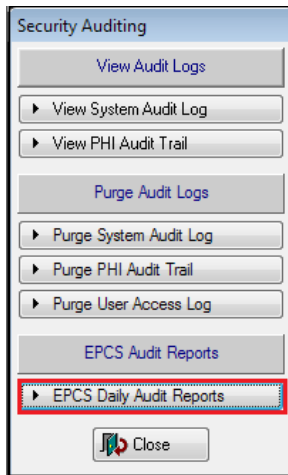 Security Auditing
View Audit Logs
View System Audit Log
View PHI Audit Trail
Purge Audit Logs
Purge System Audit Log
Purge PHI Audit Trail
Purge User Access Log
EPCS Audit Reports
EPCS Daily Audit Reports
Close